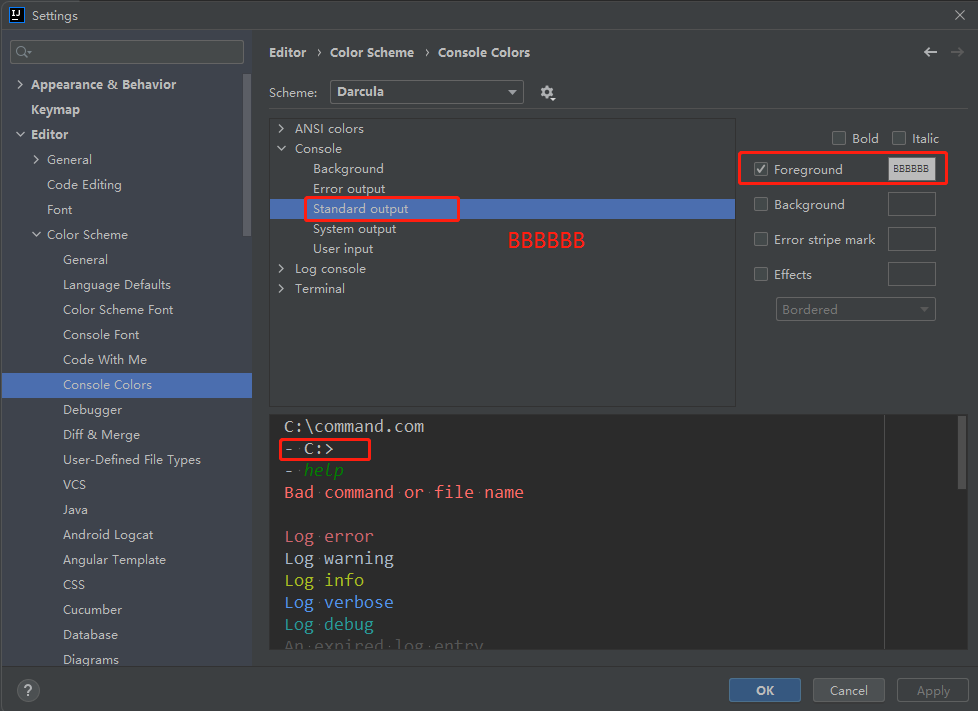 Settings
Editor › Color Scheme › Console Colors
Scheme: Darcula
Appearance & Behavior
Keymap
Editor
General
Code Editing
Font
Color Scheme
General
Language Defaults
Color Scheme Font
Console Font
Code With Me
Console Colors
Debugger
Diff & Merge
User-Defined File Types
VCS
Java
Android Logcat
Angular Template
CSS
Cucumber
Database
Diagrams
ANSI colors
Console
Background
Error output
Standard output
System output
User input
Log console
Terminal
BBBBBB
Bold Italic
Foreground BBBBBB
Background
Error stripe mark
Effects
Bordered
C:\command.com
- C:>
- help
Bad command or file name
Log error
Log warning
Log info
Log verbose
Log debug
An expired log entry
?
OK Cancel Apply